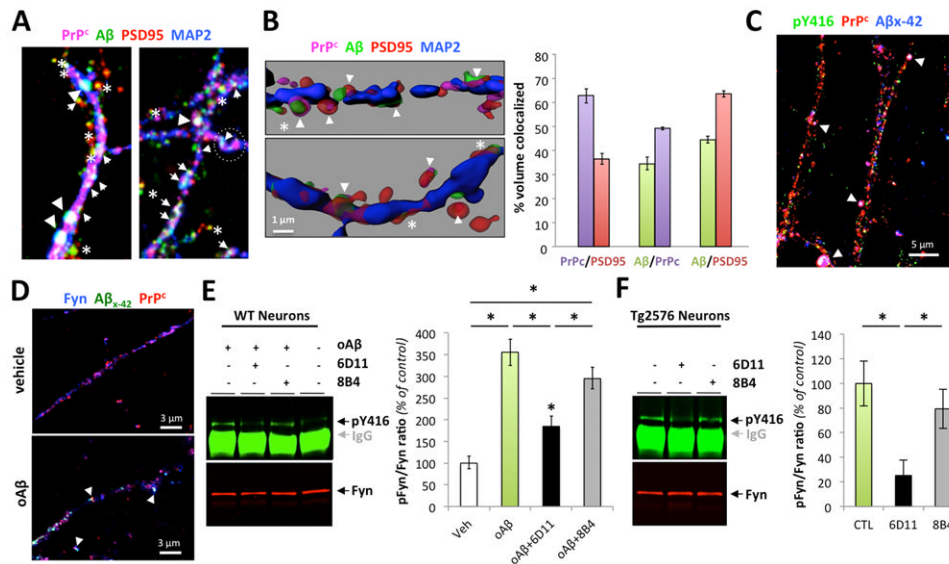 A
PrPᶜ Aβ PSD95 MAP2
B
PrPᶜ Aβ PSD95 MAP2
1 μm
% volume colocalized
80
70
60
50
40
30
20
10
0
PrPc/PSD95 Aβ/PrPc Aβ/PSD95
C
pY416 PrPᶜ Aβx-42
5 μm
D
Fyn Aβx-42 PrPᶜ
vehicle
3 μm
oAβ
3 μm
E
WT Neurons
+ + + - oAβ
- + - - 6D11
- - + - 8B4
pY416
IgG
Fyn
pFyn/Fyn ratio (% of control)
400
350
300
250
200
150
100
50
0
* 
* * *
*
Veh oAβ oAβ+6D11 oAβ+8B4
F
Tg2576 Neurons
- + - 6D11
- - + 8B4
pY416
IgG
Fyn
pFyn/Fyn ratio (% of control)
140
120
100
80
60
40
20
0
* *
CTL 6D11 8B4